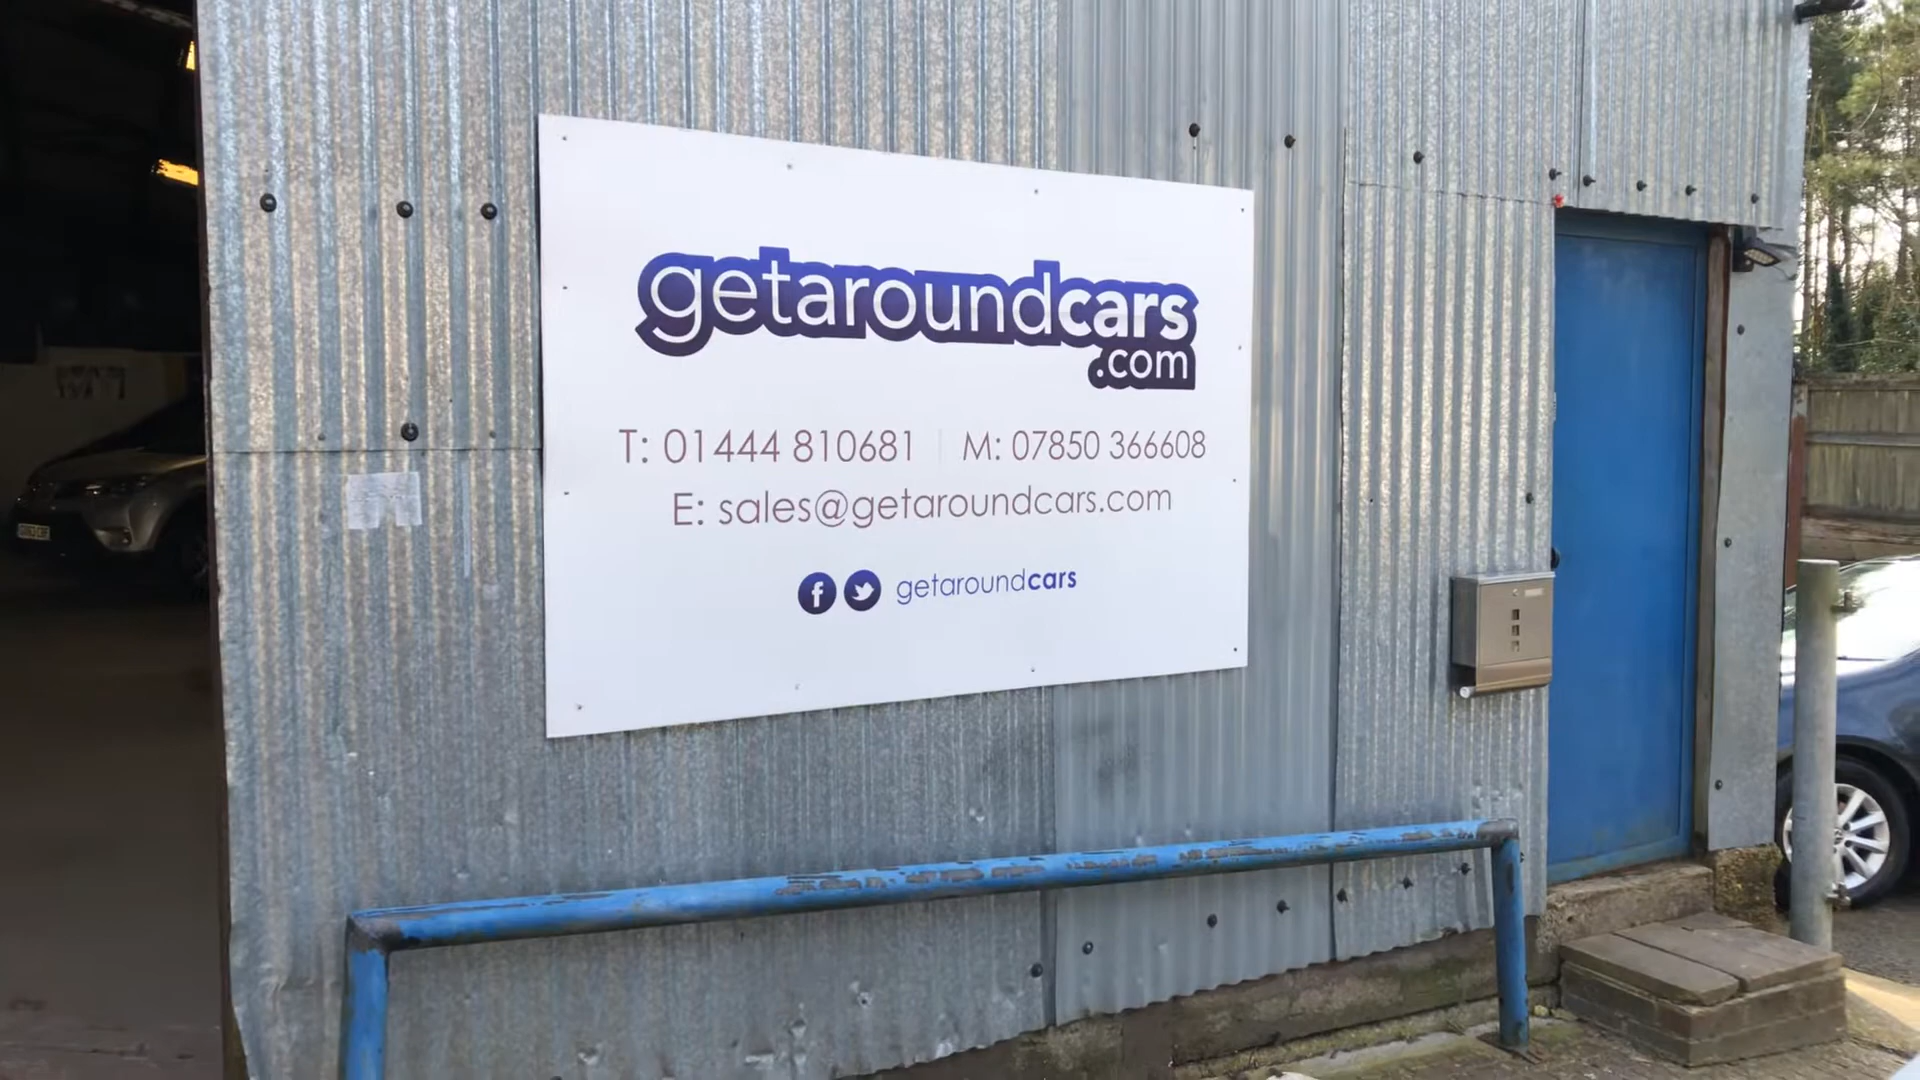 getaroundcars
.com
T: 01444 810681 | M: 07850 366608
E: sales@getaroundcars.com
getaroundcars